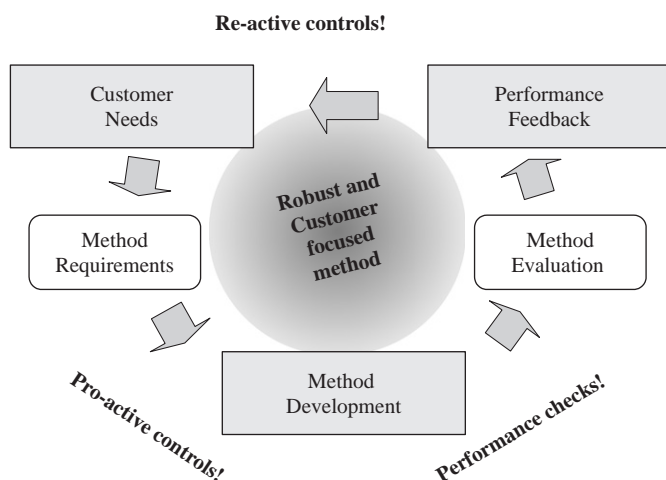 Re-active controls!
Customer
Needs
Performance
Feedback
Robust and
Customer
focused
method
Method
Requirements
Method
Evaluation
Method
Development
Pro-active controls!
Performance checks!